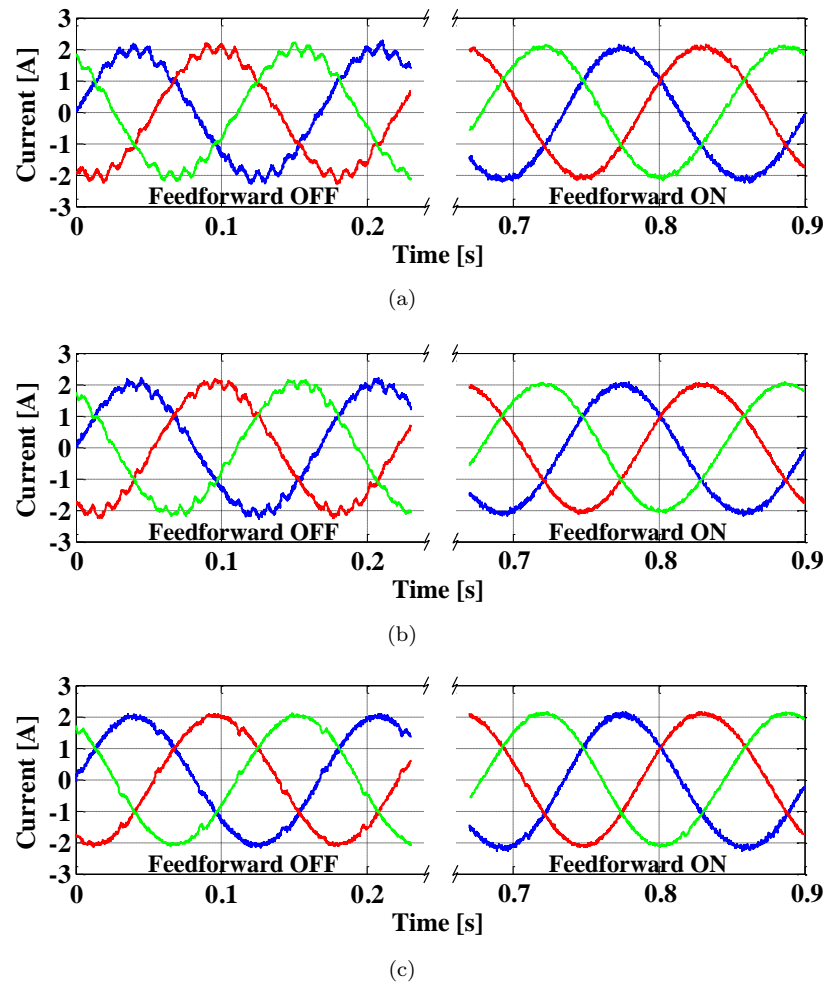 3
2
1
0
-1
-2
-3
Current [A]
Feedforward OFF
Feedforward ON
0
0.1
0.2
0.7
0.8
0.9
Time [s]
(a)
3
2
1
0
-1
-2
-3
Current [A]
Feedforward OFF
Feedforward ON
0
0.1
0.2
0.7
0.8
0.9
Time [s]
(b)
3
2
1
0
-1
-2
-3
Current [A]
Feedforward OFF
Feedforward ON
0
0.1
0.2
0.7
0.8
0.9
Time [s]
(c)